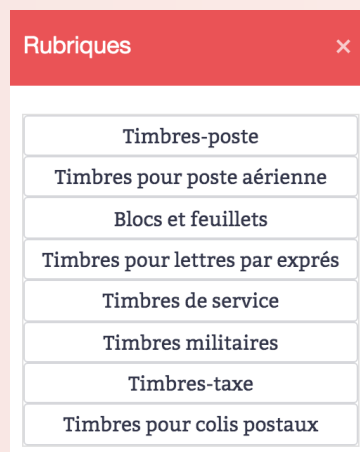 Rubriques ×
Timbres-poste
Timbres pour poste aérienne
Blocs et feuillets
Timbres pour lettres par exprés
Timbres de service
Timbres militaires
Timbres-taxe
Timbres pour colis postaux